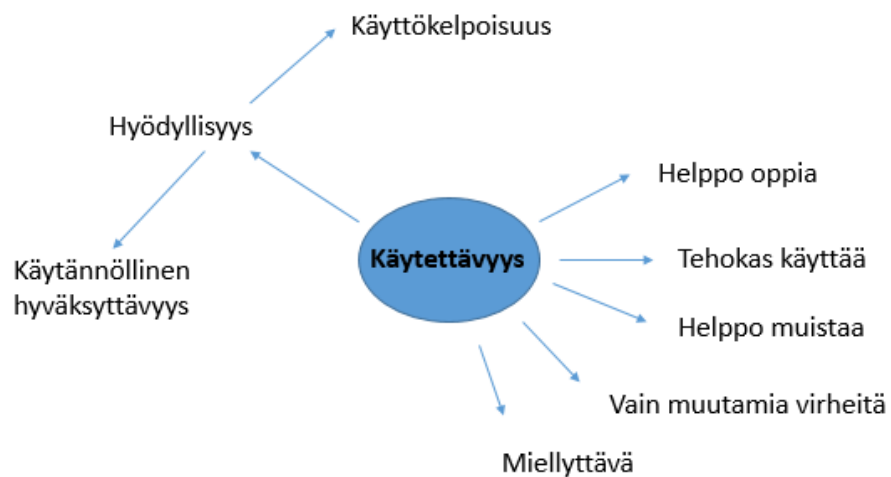 Käyttökelpoisuus
Hyödyllisyys
Helppo oppia
Käytettävyys
Tehokas käyttää
Käytännöllinen
hyväksyttävyys
Helppo muistaa
Vain muutamia virheitä
Miellyttävä